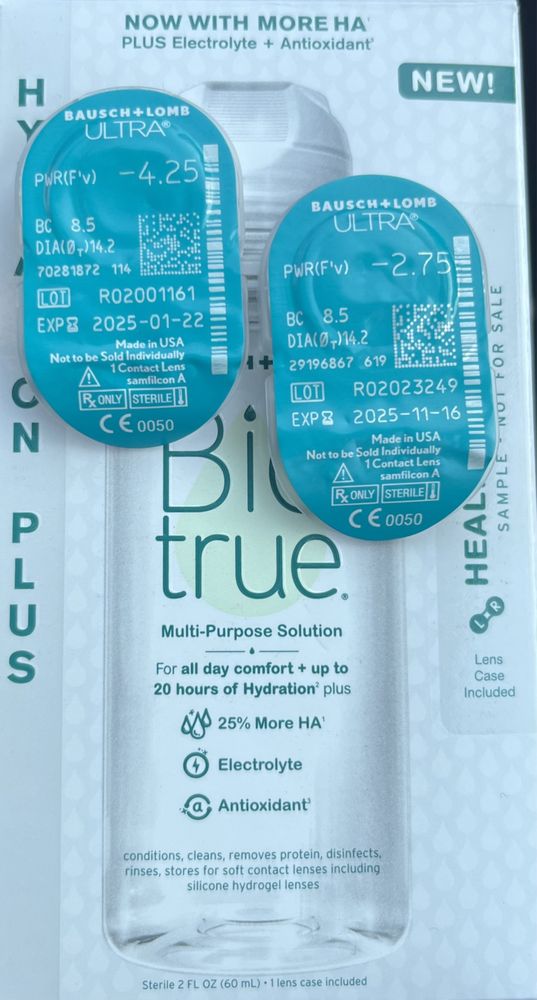 NOW WITH MORE HA¹
PLUS Electrolyte + Antioxidant³
NEW!
H
Y
O
N
P
L
U
S
BAUSCH + LOMB
ULTRA®
PWR(F'v) -4.25
BC 8.5
DIA(Ø_T)14.2
70281872 114
LOT R02001161
EXP 2025-01-22
Made in USA
Not to be Sold Individually
1 Contact Lens
samfilcon A
Rx ONLY STERILE
CE 0050
BAUSCH + LOMB
ULTRA®
PWR(F'v) -2.75
BC 8.5
DIA(Ø_T)14.2
29196867 619
LOT R02023249
EXP 2025-11-16
Made in USA
Not to be Sold Individually
1 Contact Lens
samfilcon A
Rx ONLY STERILE
CE 0050
Bio
true®
Multi-Purpose Solution
For all day comfort + up to
20 hours of Hydration² plus
25% More HA¹
Electrolyte
Antioxidant³
conditions, cleans, removes protein, disinfects,
rinses, stores for soft contact lenses including
silicone hydrogel lenses
Sterile 2 FL OZ (60 mL) • 1 lens case included
SAMPLE - NOT FOR SALE
L R
Lens
Case
Included